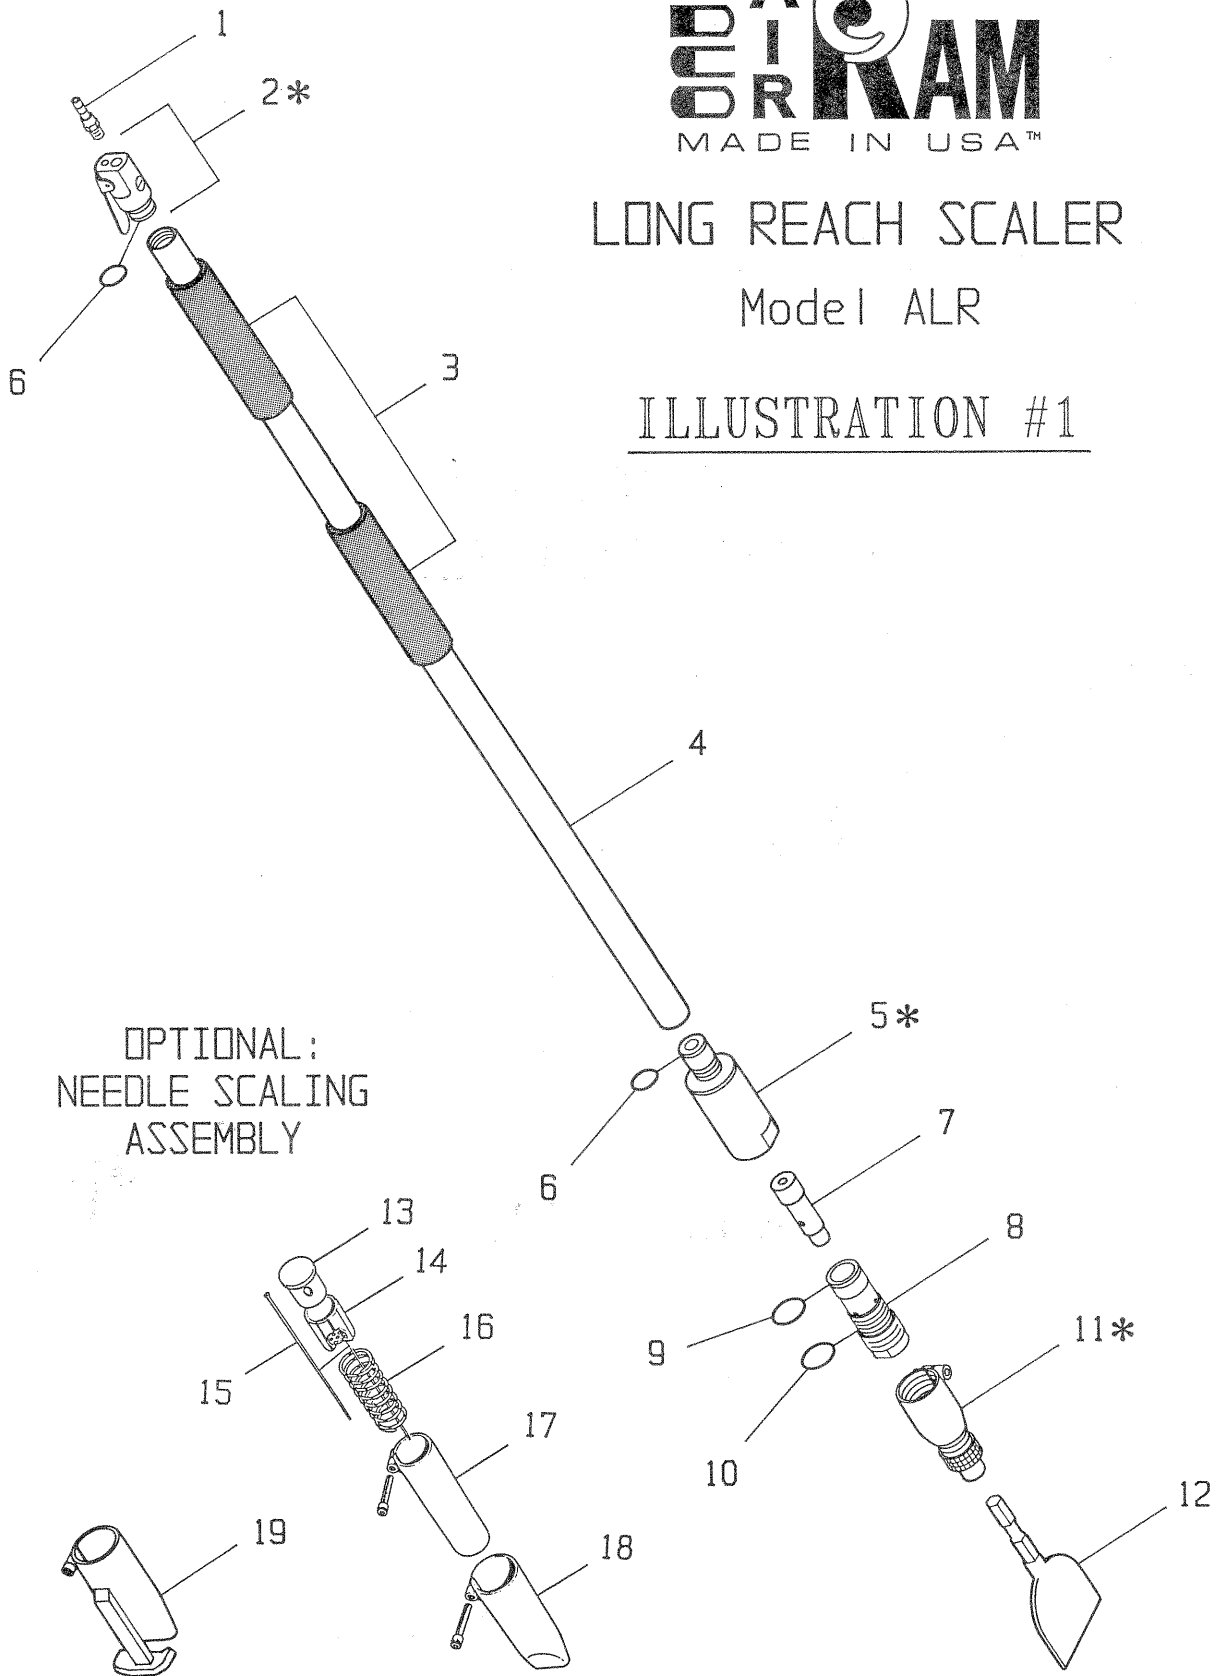 AIR RAM
MADE IN USA™
LONG REACH SCALER
Model ALR
ILLUSTRATION #1
1
2*
6
3
4
5*
6
7
8
9
10
11*
12
OPTIONAL:
NEEDLE SCALING
ASSEMBLY
13
14
15
16
17
18
19